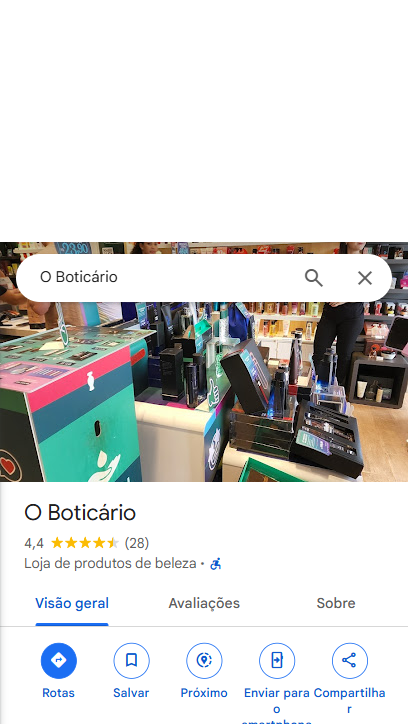 O Boticário
O Boticário
4,4 (28)
Loja de produtos de beleza ·
Visão geral Avaliações Sobre
Rotas Salvar Próximo Enviar para o smartphone Compartilhar